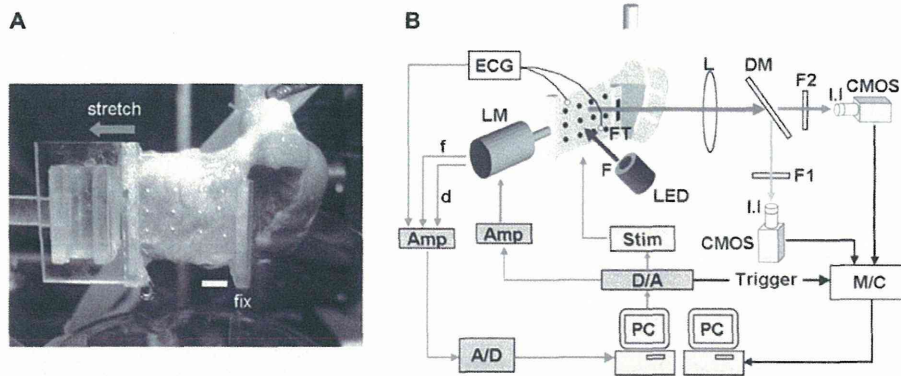 A
stretch
fix
B
ECG
LM
f
d
Amp
Amp
FT
F
LED
Stim
D/A
A/D
PC
PC
L
DM
F2
I.I
CMOS
F1
I.I
CMOS
Trigger
M/C